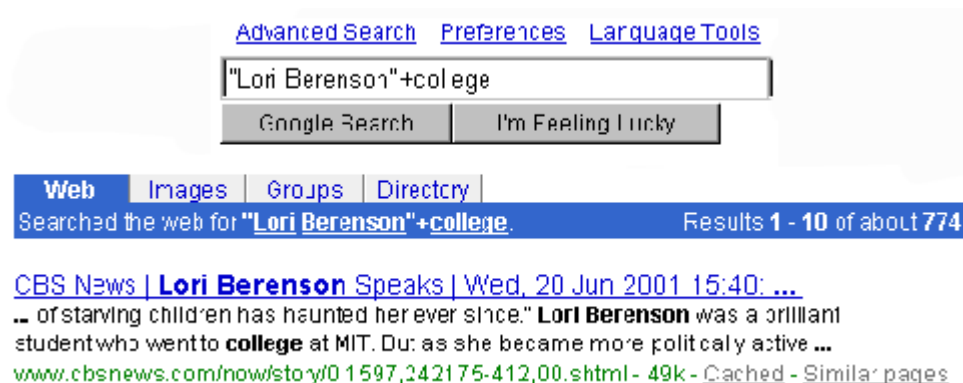 Advanced Search Preferences Language Tools
"Lori Berenson"+college
Google Search I'm Feeling Lucky
Web Images Groups Directory
Searched the web for "Lori Berenson"+college. Results 1 - 10 of about 774
CBS News | Lori Berenson Speaks | Wed, 20 Jun 2001 15:40: ...
... of starving children has haunted her ever since." Lori Berenson was a brilliant
student who went to college at MIT. But as she became more politically active ...
www.cbsnews.com/now/story/0,1597,242175-412,00.shtml - 49k - Cached - Similar pages